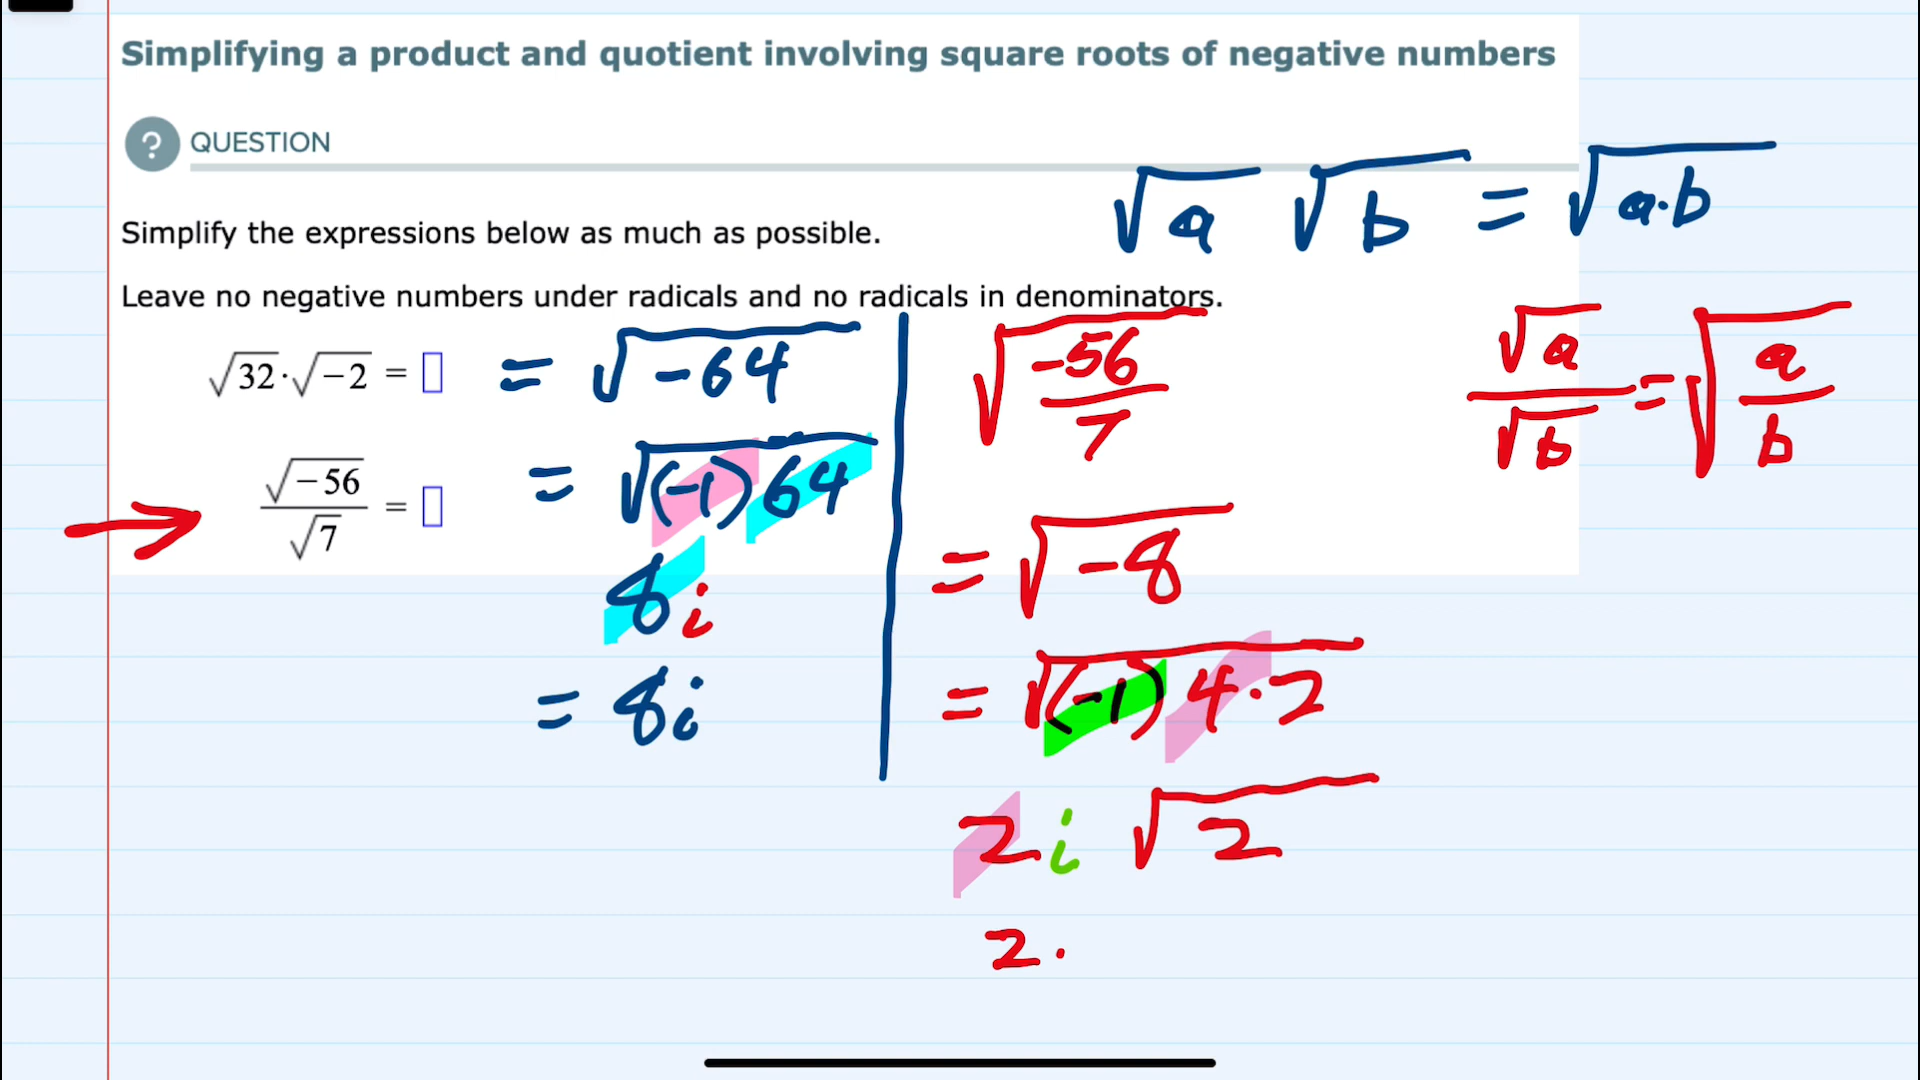 Simplifying a product and quotient involving square roots of negative numbers
? QUESTION
√a √b = √a·b
Simplify the expressions below as much as possible.
Leave no negative numbers under radicals and no radicals in denominators.
√32·√−2 = □ = √-64
= √(-1)64
8i
= 8i
√−56/√7 = □
√-56/7
= √-8
= √(-1)4·2
2i√2
2·
√a/√b = √a/b